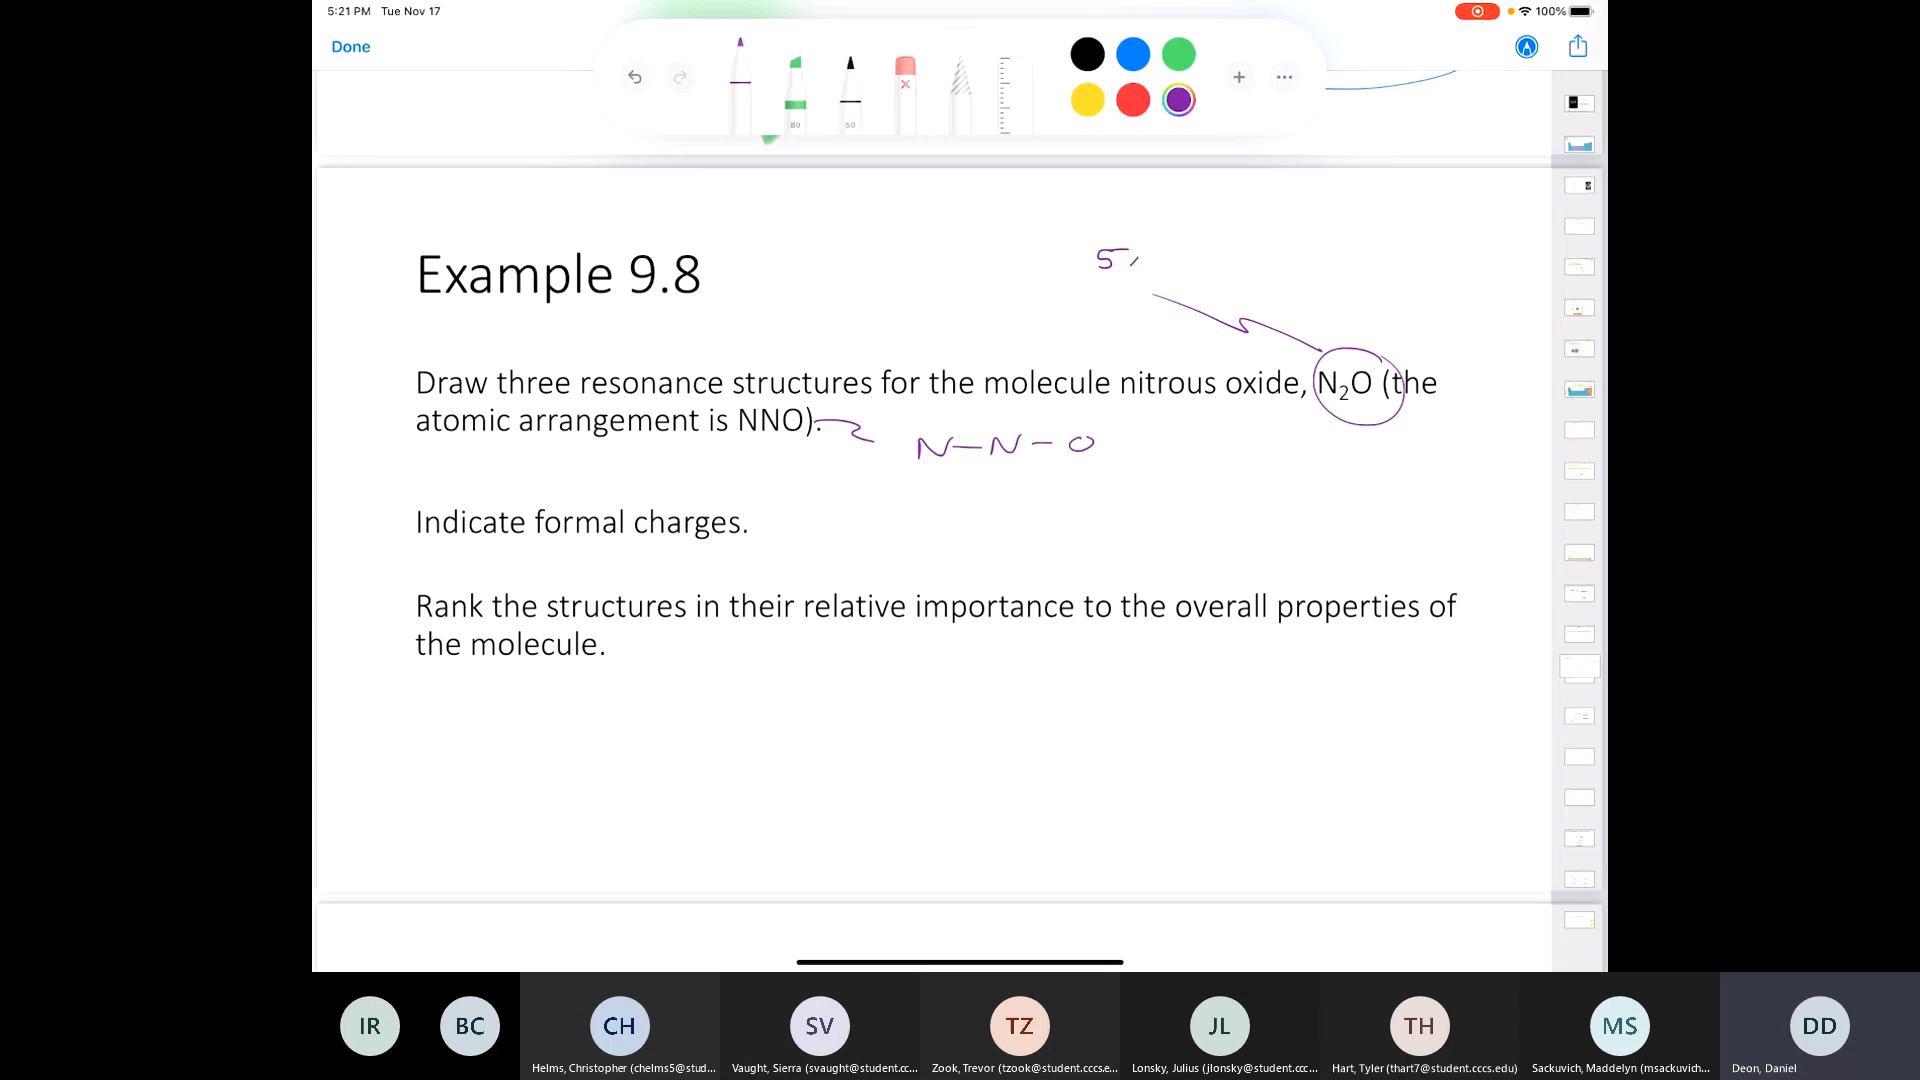 5:21 PM Tue Nov 17
100%
Done
80
50
Example 9.8
5
Draw three resonance structures for the molecule nitrous oxide, N₂O (the
atomic arrangement is NNO).
N-N-O
Indicate formal charges.
Rank the structures in their relative importance to the overall properties of
the molecule.
IR
BC
CH
SV
TZ
JL
TH
MS
DD
Helms, Christopher (chelms5@stud...
Vaught, Sierra (svaught@student.cc...
Zook, Trevor (tzook@student.cccs.e...
Lonsky, Julius (jlonsky@student.ccc...
Hart, Tyler (thart7@student.cccs.edu)
Sackuvich, Maddelyn (msackuvich...
Deon, Daniel